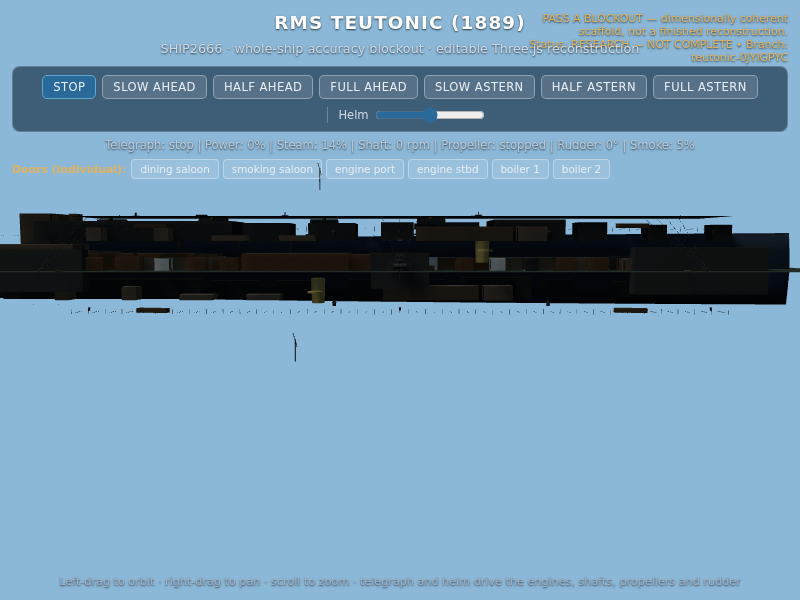 RMS TEUTONIC (1889)
PASS A BLOCKOUT — dimensionally coherent
scaffold, not a finished reconstruction.
Status: RESEARCH — NOT COMPLETE • Branch:
teutonic-0JYIGPYC
SHIP2666 · whole-ship accuracy blockout · editable Three.js reconstruction
STOP SLOW AHEAD HALF AHEAD FULL AHEAD SLOW ASTERN HALF ASTERN FULL ASTERN
Helm
Telegraph: stop | Power: 0% | Steam: 14% | Shaft: 0 rpm | Propeller: stopped | Rudder: 0° | Smoke: 5%
Doors (individual): dining saloon smoking saloon engine port engine stbd boiler 1 boiler 2
Left-drag to orbit · right-drag to pan · scroll to zoom · telegraph and helm drive the engines, shafts, propellers and rudder